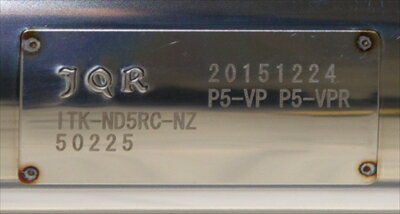 JQR
20151224
P5-VP P5-VPR
ITK-ND5RC-NZ
50225